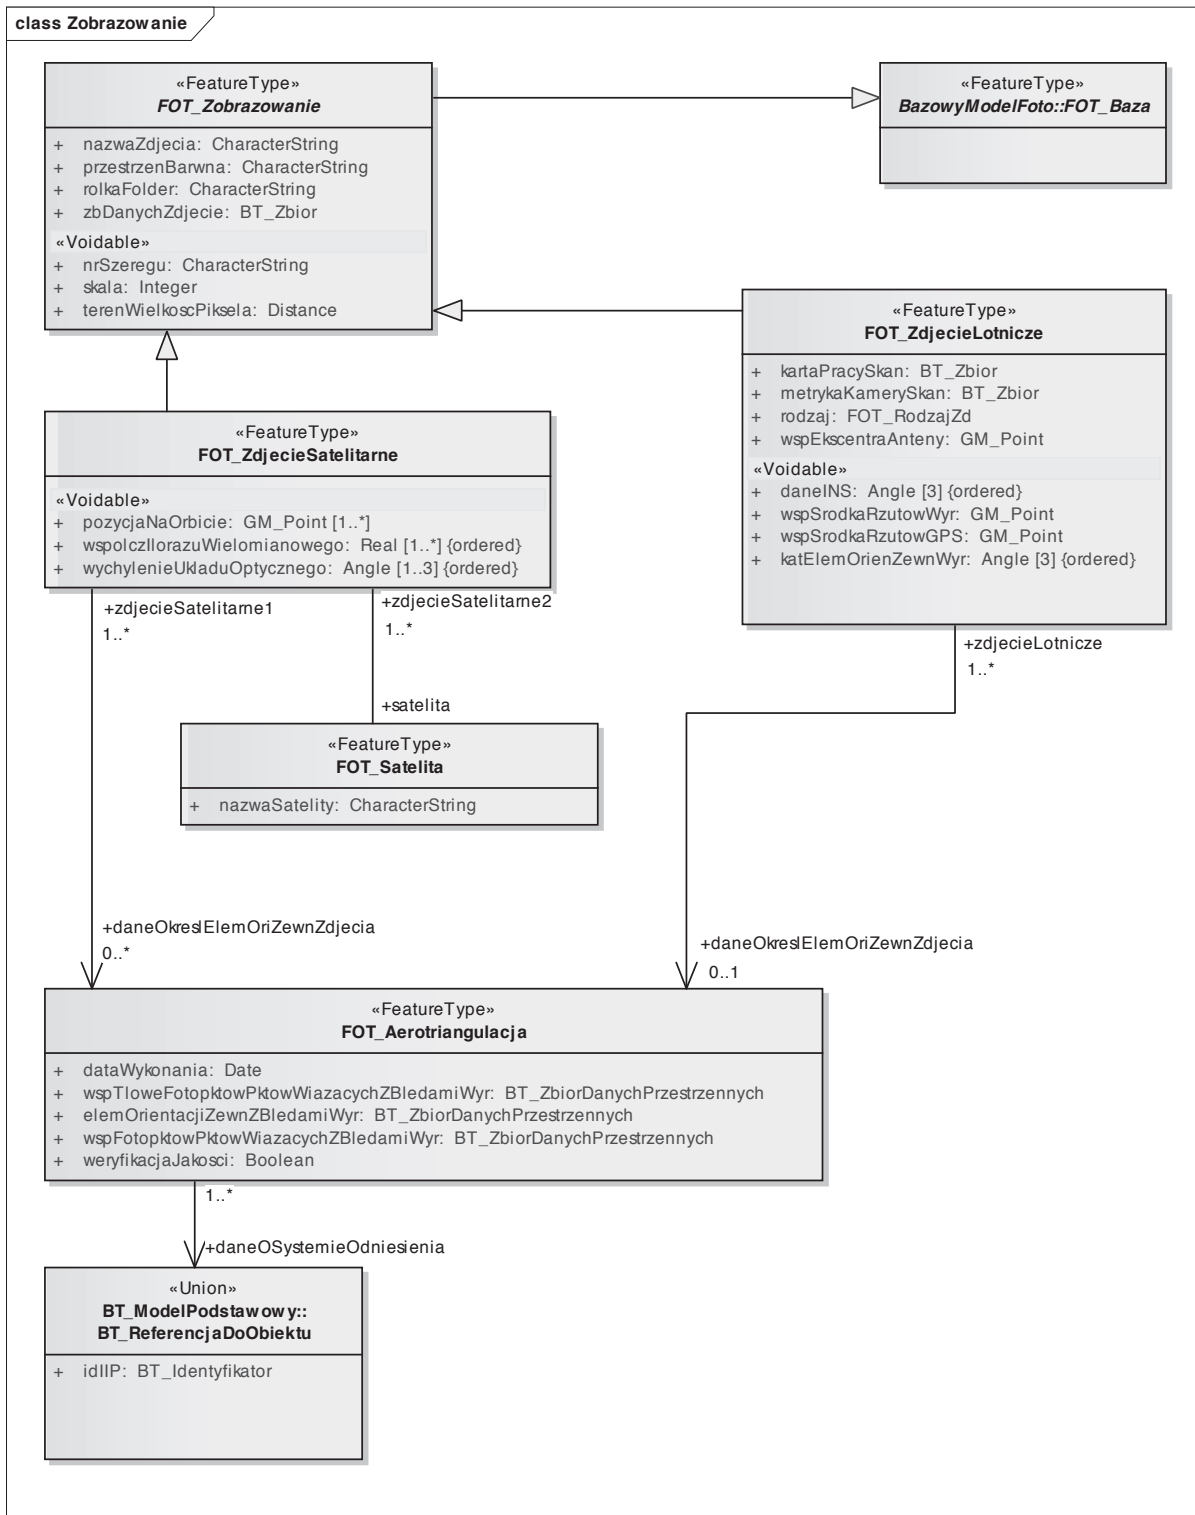 class Zobrazowanie
«FeatureType»
FOT_Zobrazowanie
+ nazwaZdjecia: CharacterString
+ przestrzenBarwna: CharacterString
+ rolkaFolder: CharacterString
+ zbDanychZdjecie: BT_Zbior
«Voidable»
+ nrSzeregu: CharacterString
+ skala: Integer
+ terenWielkoscPiksela: Distance
«FeatureType»
BazowyModelFoto::FOT_Baza
«FeatureType»
FOT_ZdjecieLotnicze
+ kartaPracySkan: BT_Zbior
+ metrykaKamerySkan: BT_Zbior
+ rodzaj: FOT_RodzajZd
+ wspEkscentraAnteny: GM_Point
«Voidable»
+ daneINS: Angle [3] {ordered}
+ wspSrodkaRzutowWyr: GM_Point
+ wspSrodkaRzutowGPS: GM_Point
+ katElemOrienZewnWyr: Angle [3] {ordered}
«FeatureType»
FOT_ZdjecieSatelitarne
«Voidable»
+ pozycjaNaOrbicie: GM_Point [1..*]
+ wspolczIlorazuWielomianowego: Real [1..*] {ordered}
+ wychylenieUkladuOptycznego: Angle [1..3] {ordered}
+zdjecieSatelitarne1
1..*
+zdjecieSatelitarne2
1..*
+zdjecieLotnicze
1..*
+satelita
«FeatureType»
FOT_Satelita
+ nazwaSatelity: CharacterString
+daneOkreslElemOriZewnZdjecia
0..*
+daneOkreslElemOriZewnZdjecia
0..1
«FeatureType»
FOT_Aerotriangulacja
+ dataWykonania: Date
+ wspTloweFotopktowPktowWiazacychZBledamiWyr: BT_ZbiorDanychPrzestrzennych
+ elemOrientacjiZewnZBledamiWyr: BT_ZbiorDanychPrzestrzennych
+ wspFotopktowPktowWiazacychZBledamiWyr: BT_ZbiorDanychPrzestrzennych
+ weryfikacjaJakosci: Boolean
1..*
+daneOSystemieOdniesienia
«Union»
BT_ModelPodstawowy::
BT_ReferencjaDoObiektu
+ idIIP: BT_Identyfikator